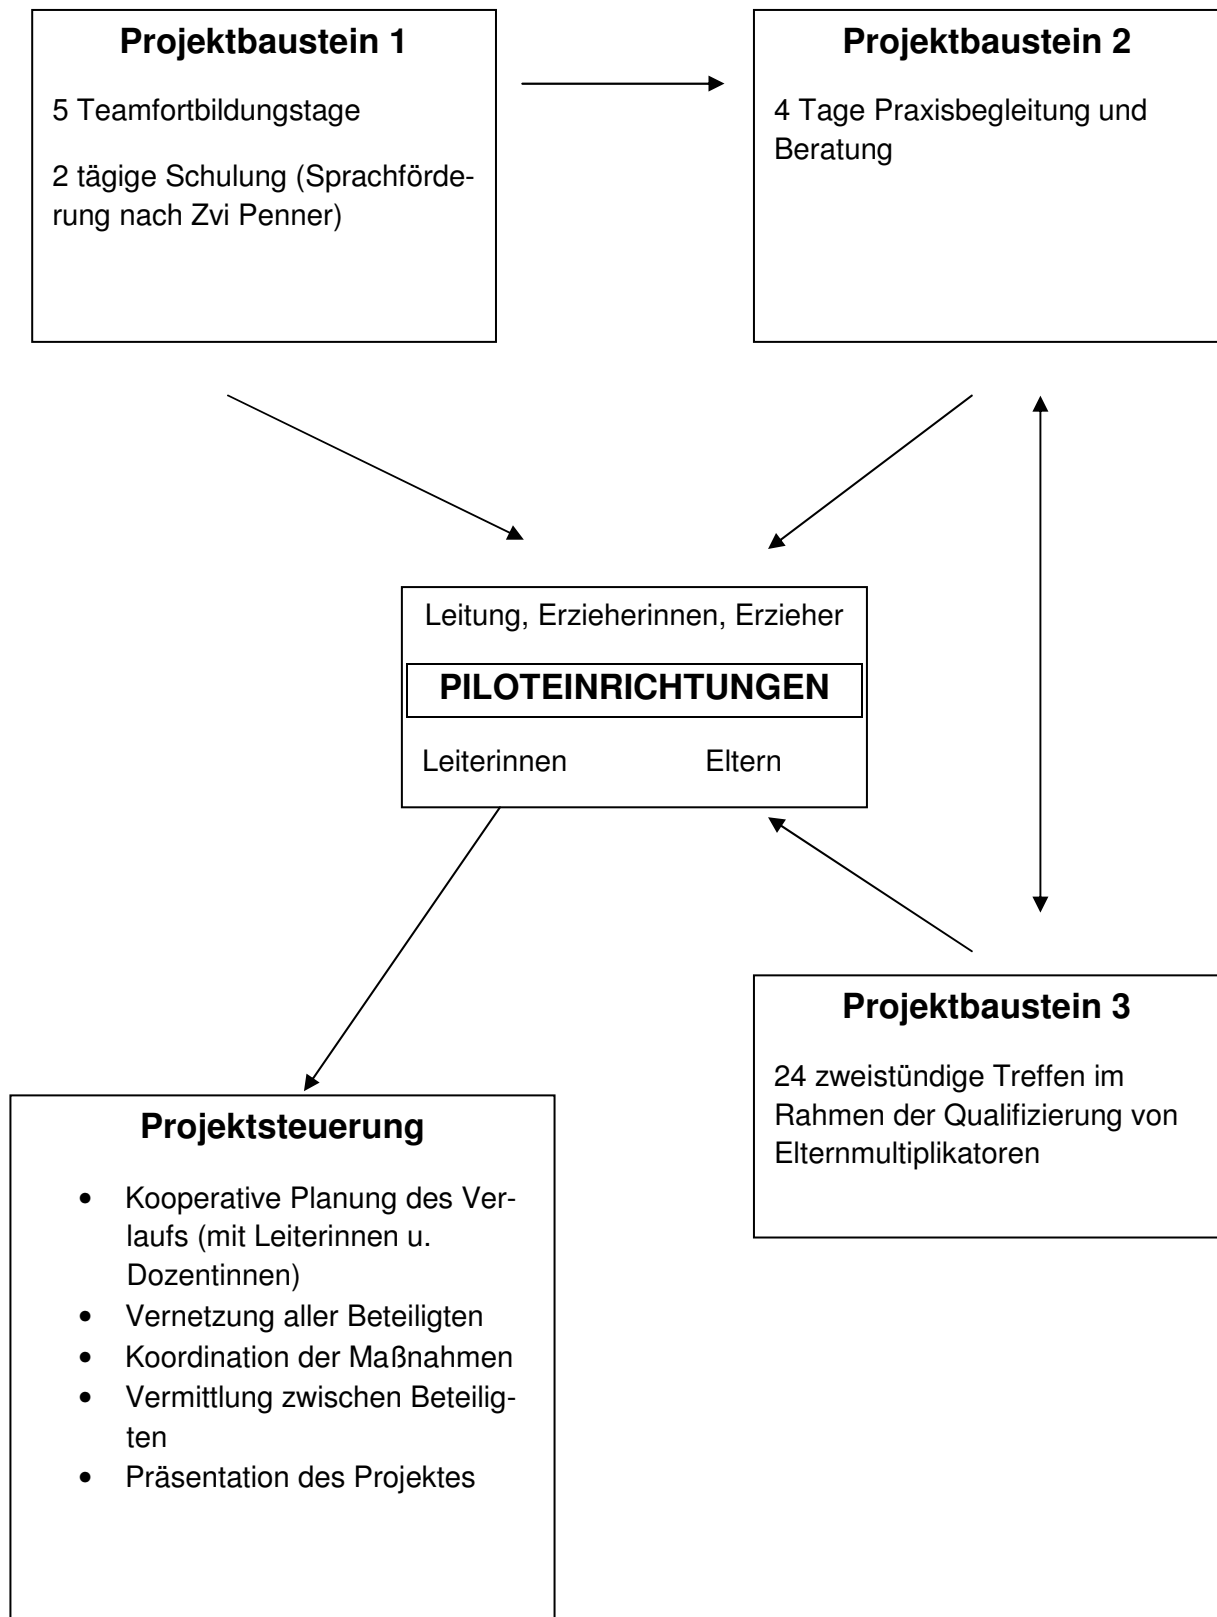 Projektbaustein 1
5 Teamfortbildungstage
2 tägige Schulung (Sprachförde-
rung nach Zvi Penner)
Projektbaustein 2
4 Tage Praxisbegleitung und
Beratung
Leitung, Erzieherinnen, Erzieher
PILOTEINRICHTUNGEN
Leiterinnen Eltern
Projektbaustein 3
24 zweistündige Treffen im
Rahmen der Qualifizierung von
Elternmultiplikatoren
Projektsteuerung
• Kooperative Planung des Ver-
laufs (mit Leiterinnen u.
Dozentinnen)
• Vernetzung aller Beteiligten
• Koordination der Maßnahmen
• Vermittlung zwischen Beteilig-
ten
• Präsentation des Projektes